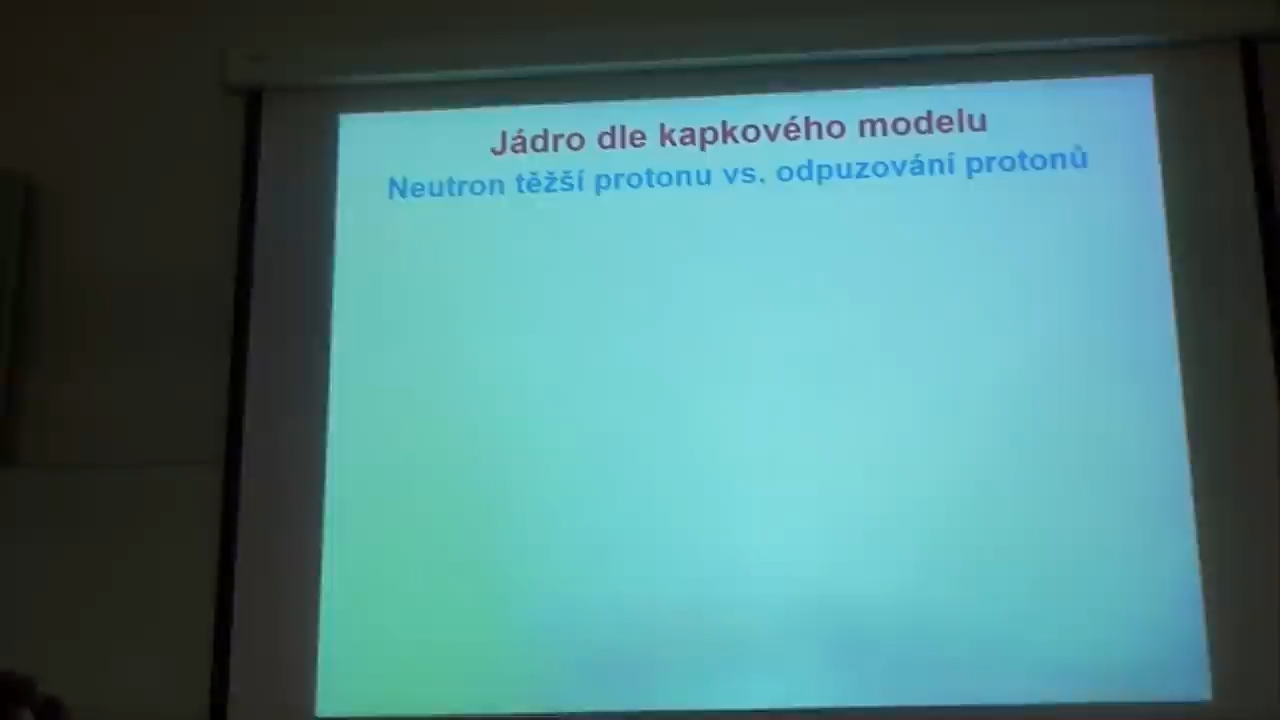 Jádro dle kapkového modelu
Neutron těžší protonu vs. odpuzování protonů